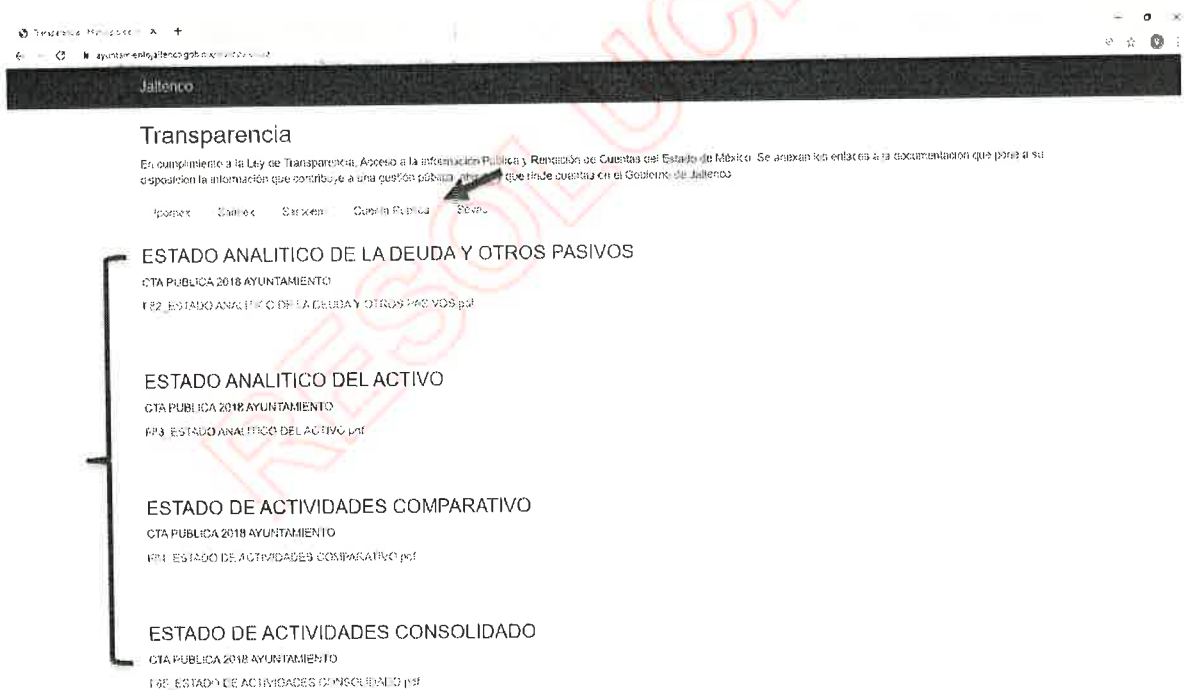 Jaltenco
Transparencia
En cumplimiento a la Ley de Transparencia, Acceso a la información Pública y Rendición de Cuentas del Estado de México. Se anexan los enlaces a la documentación que pone a su
disposición la información que contribuye a una gestión pública que rinde cuentas en el Gobierno de Jaltenco
Ipomex Saimex Sarcoem Cuenta Publica
ESTADO ANALITICO DE LA DEUDA Y OTROS PASIVOS
CTA PUBLICA 2018 AYUNTAMIENTO
ESTADO ANALITICO DE LA DEUDA Y OTROS PASIVOS.pdf
ESTADO ANALITICO DEL ACTIVO
CTA PUBLICA 2018 AYUNTAMIENTO
ESTADO ANALITICO DEL ACTIVO.pdf
ESTADO DE ACTIVIDADES COMPARATIVO
CTA PUBLICA 2018 AYUNTAMIENTO
ESTADO DE ACTIVIDADES COMPARATIVO.pdf
ESTADO DE ACTIVIDADES CONSOLIDADO
CTA PUBLICA 2018 AYUNTAMIENTO
ESTADO DE ACTIVIDADES CONSOLIDADO.pdf
RESOLUC